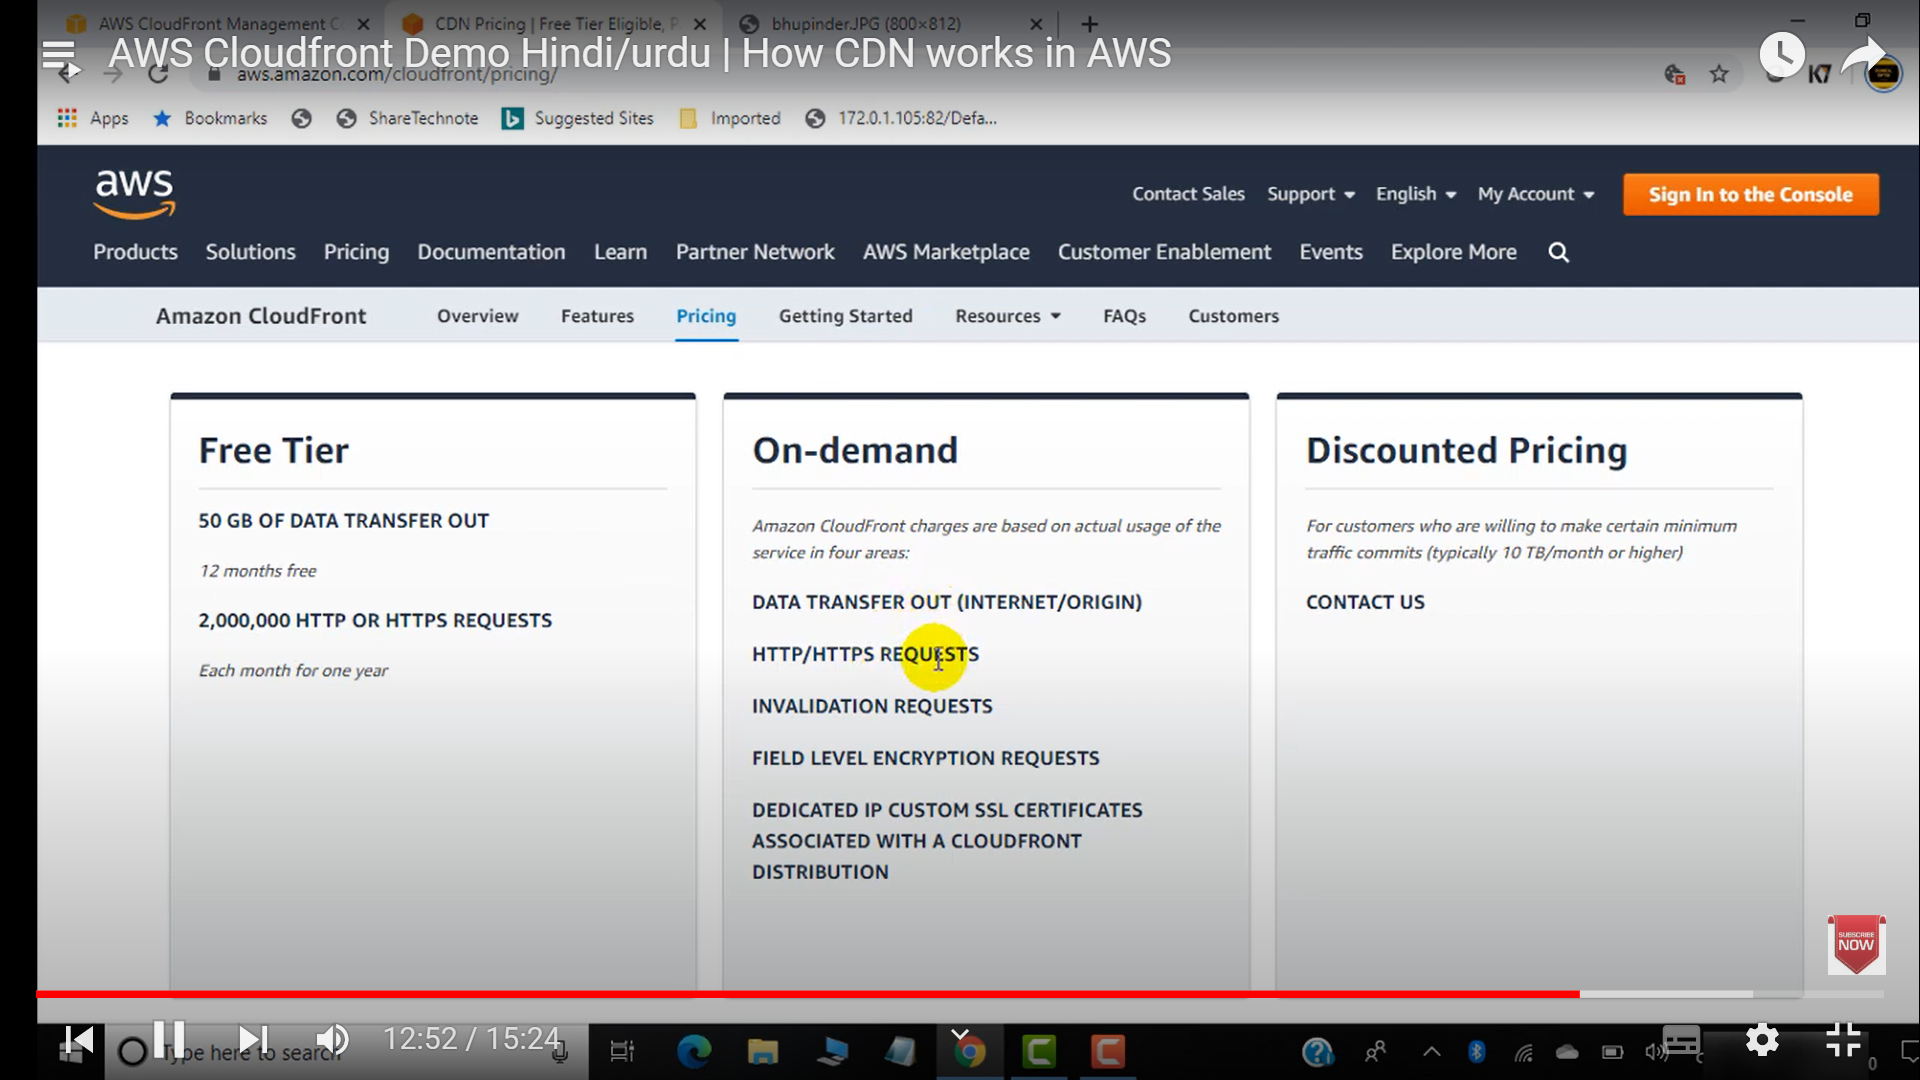 AWS CloudFront Management C
CDN Pricing | Free Tier Eligible, P
bhupinder.JPG (800×812)
AWS Cloudfront Demo Hindi/urdu | How CDN works in AWS
aws.amazon.com/cloudfront/pricing/
K7
Apps
Bookmarks
ShareTechnote
Suggested Sites
Imported
172.0.1.105:82/Defa...
aws
Contact Sales
Support
English
My Account
Sign In to the Console
Products
Solutions
Pricing
Documentation
Learn
Partner Network
AWS Marketplace
Customer Enablement
Events
Explore More
Amazon CloudFront
Overview
Features
Pricing
Getting Started
Resources
FAQs
Customers
Free Tier
50 GB OF DATA TRANSFER OUT
12 months free
2,000,000 HTTP OR HTTPS REQUESTS
Each month for one year
On-demand
Amazon CloudFront charges are based on actual usage of the
service in four areas:
DATA TRANSFER OUT (INTERNET/ORIGIN)
HTTP/HTTPS REQUESTS
INVALIDATION REQUESTS
FIELD LEVEL ENCRYPTION REQUESTS
DEDICATED IP CUSTOM SSL CERTIFICATES
ASSOCIATED WITH A CLOUDFRONT
DISTRIBUTION
Discounted Pricing
For customers who are willing to make certain minimum
traffic commits (typically 10 TB/month or higher)
CONTACT US
SUBSCRIBE
NOW
12:52 / 15:24
Type here to search